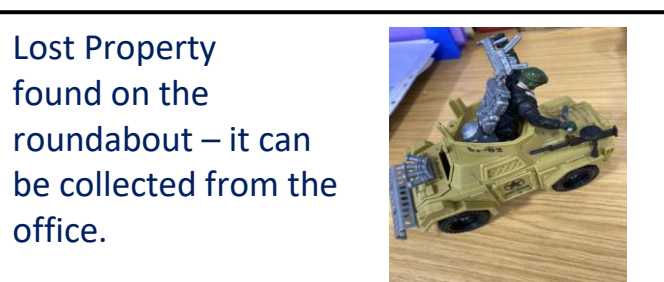 Lost Property
found on the
roundabout – it can
be collected from the
office.